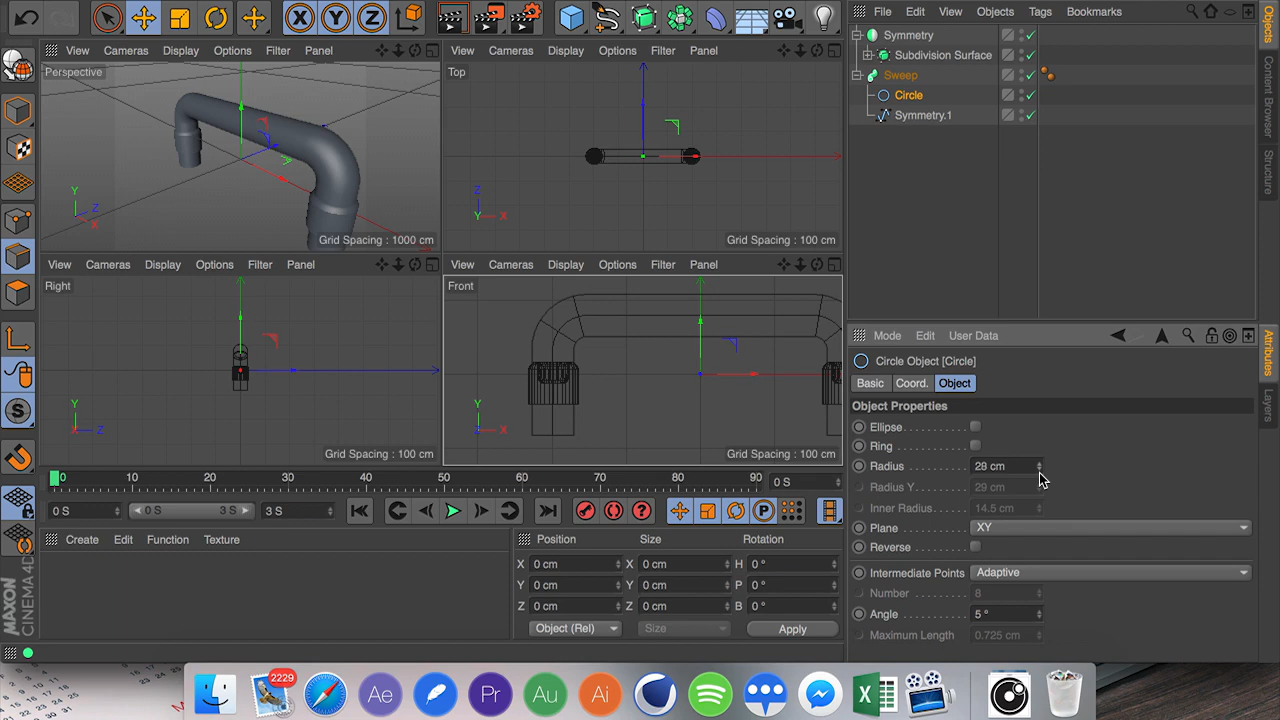 X Y Z
File Edit View Objects Tags Bookmarks
Symmetry
Subdivision Surface
Sweep
Circle
Symmetry.1
View Cameras Display Options Filter Panel
View Cameras Display Options Filter Panel
Perspective
Top
Y
Z
X
Z
Y
X
Grid Spacing : 1000 cm
Grid Spacing : 100 cm
View Cameras Display Options Filter Panel
View Cameras Display Options Filter Panel
Right
Front
Y
Z
Y
Z
X
Grid Spacing : 100 cm
Grid Spacing : 100 cm
0 10 20 30 40 50 60 70 80 90 0 S
0 S 0 S 3 S 3 S
P
Create Edit Function Texture
Position Size Rotation
X 0 cm X 0 cm H 0 °
Y 0 cm Y 0 cm P 0 °
Z 0 cm Z 0 cm B 0 °
Object (Rel) Size Apply
MAXON
CINEMA 4D
Mode Edit User Data
Circle Object [Circle]
Basic Coord. Object
Object Properties
Ellipse
Ring
Radius 29 cm
Radius Y 29 cm
Inner Radius 14.5 cm
Plane XY
Reverse
Intermediate Points Adaptive
Number 8
Angle 5 °
Maximum Length 0.725 cm
Objects
Content Browser
Structure
Attributes
Layers
2229
Ae
Pr
Au
Ai